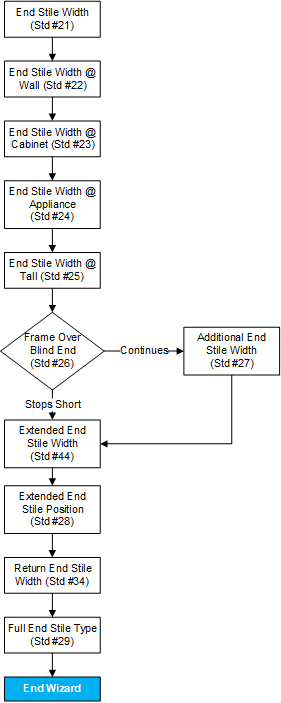 End Stile Width
(Std #21)
End Stile Width @
Wall (Std #22)
End Stile Width @
Cabinet (Std #23)
End Stile Width @
Appliance
(Std #24)
End Stile Width @
Tall (Std #25)
Frame Over
Blind End
(Std #26)
Continues
Additional End
Stile Width
(Std #27)
Stops Short
Extended End
Stile Width
(Std #44)
Extended End
Stile Position
(Std #28)
Return End Stile
Width (Std #34)
Full End Stile Type
(Std #29)
End Wizard